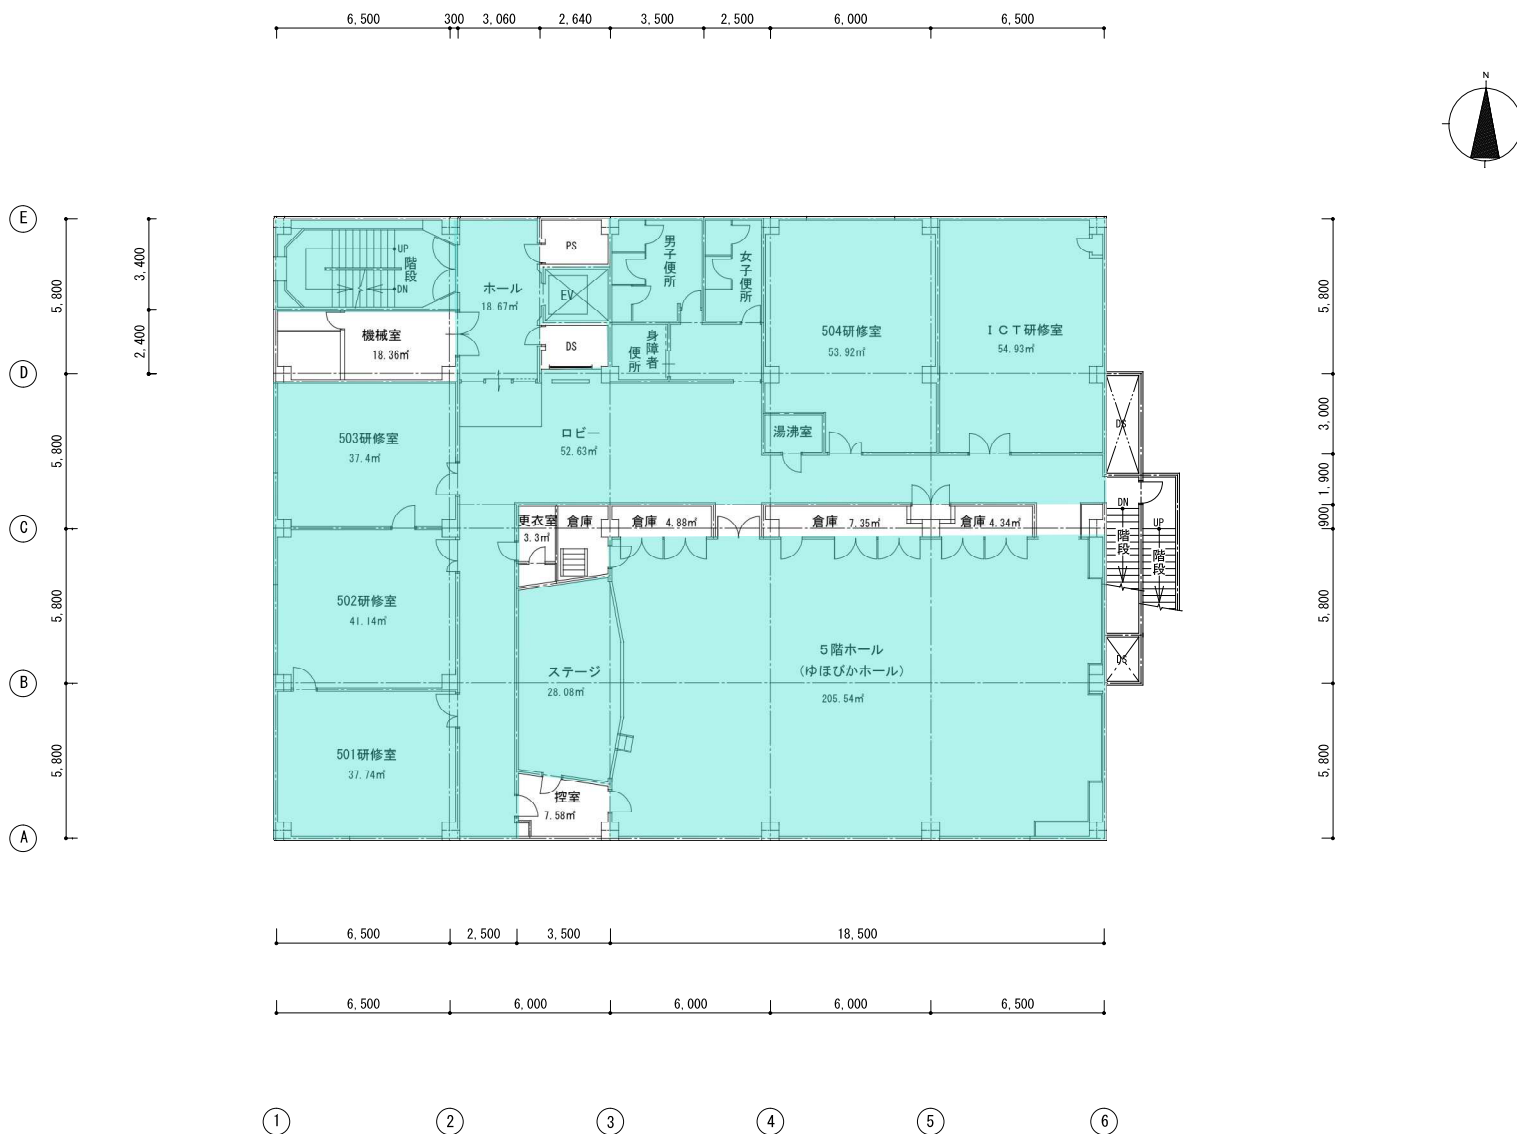 6,500
300
3,060
2,640
3,500
2,500
6,000
6,500
N
E
D
C
B
A
5,800
5,800
5,800
5,800
3,400
2,400
階段
UP
DN
ホール
18.67㎡
PS
EV
DS
男子便所
女子便所
身障者便所
機械室
18.36㎡
504研修室
53.92㎡
ICT研修室
54.93㎡
503研修室
37.4㎡
ロビー
52.63㎡
湯沸室
DS
更衣室
3.3㎡
倉庫
倉庫 4.88㎡
倉庫 7.35㎡
倉庫 4.34㎡
DN
UP
階段
階段
502研修室
41.14㎡
ステージ
28.08㎡
5階ホール
(ゆほびかホール)
205.54㎡
DS
501研修室
37.74㎡
控室
7.58㎡
5,800
3,000
1,900
900
5,800
5,800
6,500
2,500
3,500
18,500
6,500
6,000
6,000
6,000
6,500
1
2
3
4
5
6